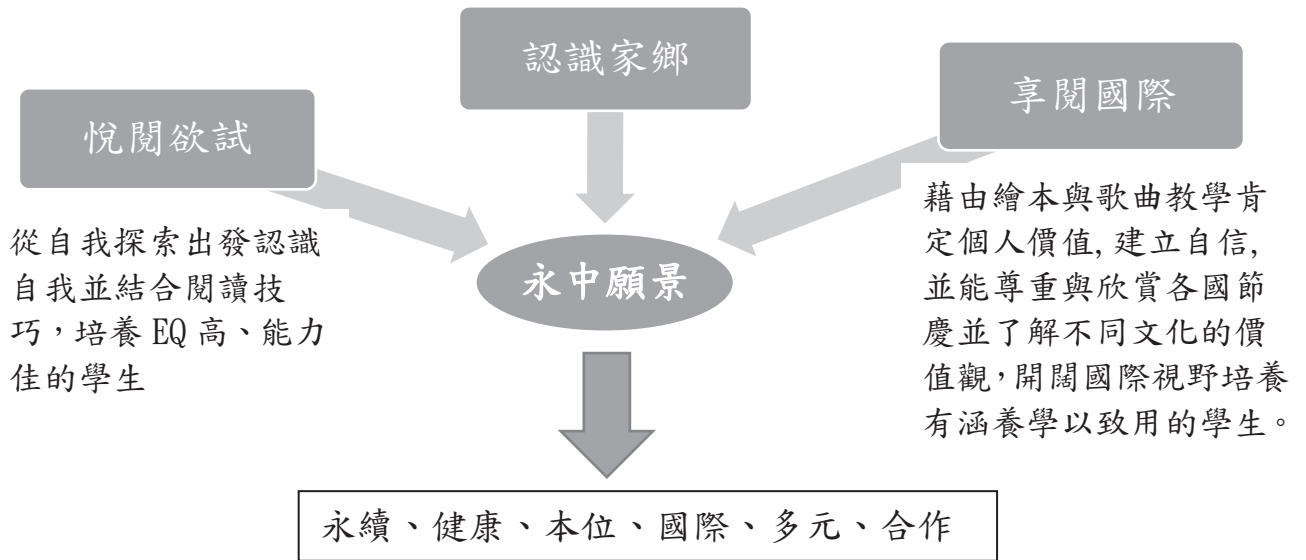 認識家鄉
悅閱欲試
享閱國際
從自我探索出發認識
自我並結合閱讀技
巧，培養 EQ 高、能力
佳的學生
永中願景
藉由繪本與歌曲教學肯
定個人價值, 建立自信,
並能尊重與欣賞各國節
慶並了解不同文化的價
值觀，開闊國際視野培養
有涵養學以致用的學生。
永續、健康、本位、國際、多元、合作